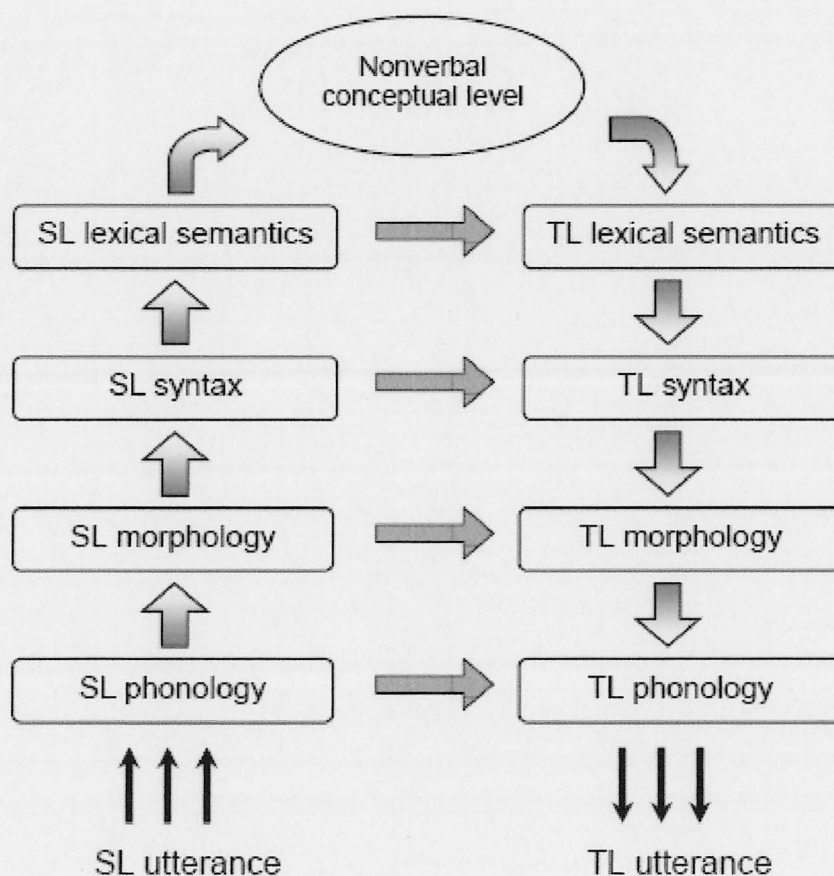 Nonverbal
conceptual level
SL lexical semantics
TL lexical semantics
SL syntax
TL syntax
SL morphology
TL morphology
SL phonology
TL phonology
SL utterance
TL utterance